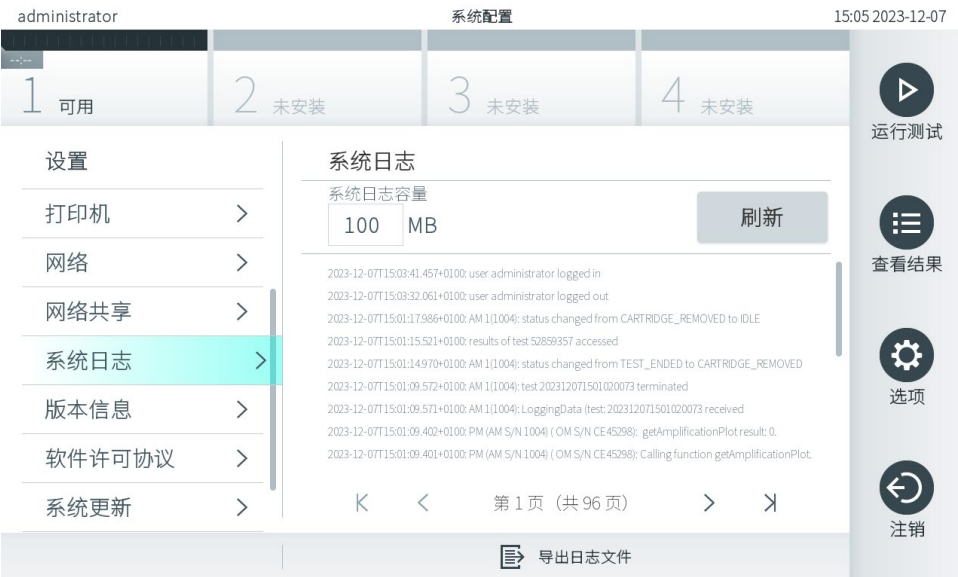 administrator
系统配置
15:05 2023-12-07
--:--
1 可用
2 未安装
3 未安装
4 未安装
运行测试
查看结果
选项
注销
设置
打印机
网络
网络共享
系统日志
版本信息
软件许可协议
系统更新
系统日志
系统日志容量
100 MB
刷新
2023-12-07T15:03:41.457+0100: user administrator logged in
2023-12-07T15:03:32.061+0100: user administrator logged out
2023-12-07T15:01:17.986+0100: AM 1(1004): status changed from CARTRIDGE_REMOVED to IDLE
2023-12-07T15:01:15.521+0100: results of test 52859357 accessed
2023-12-07T15:01:14.970+0100: AM 1(1004): status changed from TEST_ENDED to CARTRIDGE_REMOVED
2023-12-07T15:01:09.572+0100: AM 1(1004): test 202312071501020073 terminated
2023-12-07T15:01:09.571+0100: AM 1(1004): LoggingData (test: 202312071501020073 received
2023-12-07T15:01:09.402+0100: PM (AM S/N 1004) ( OM S/N CE45298): getAmplificationPlot result: 0.
2023-12-07T15:01:09.401+0100: PM (AM S/N 1004) ( OM S/N CE45298): Calling function getAmplificationPlot.
第 1 页（共 96 页）
导出日志文件